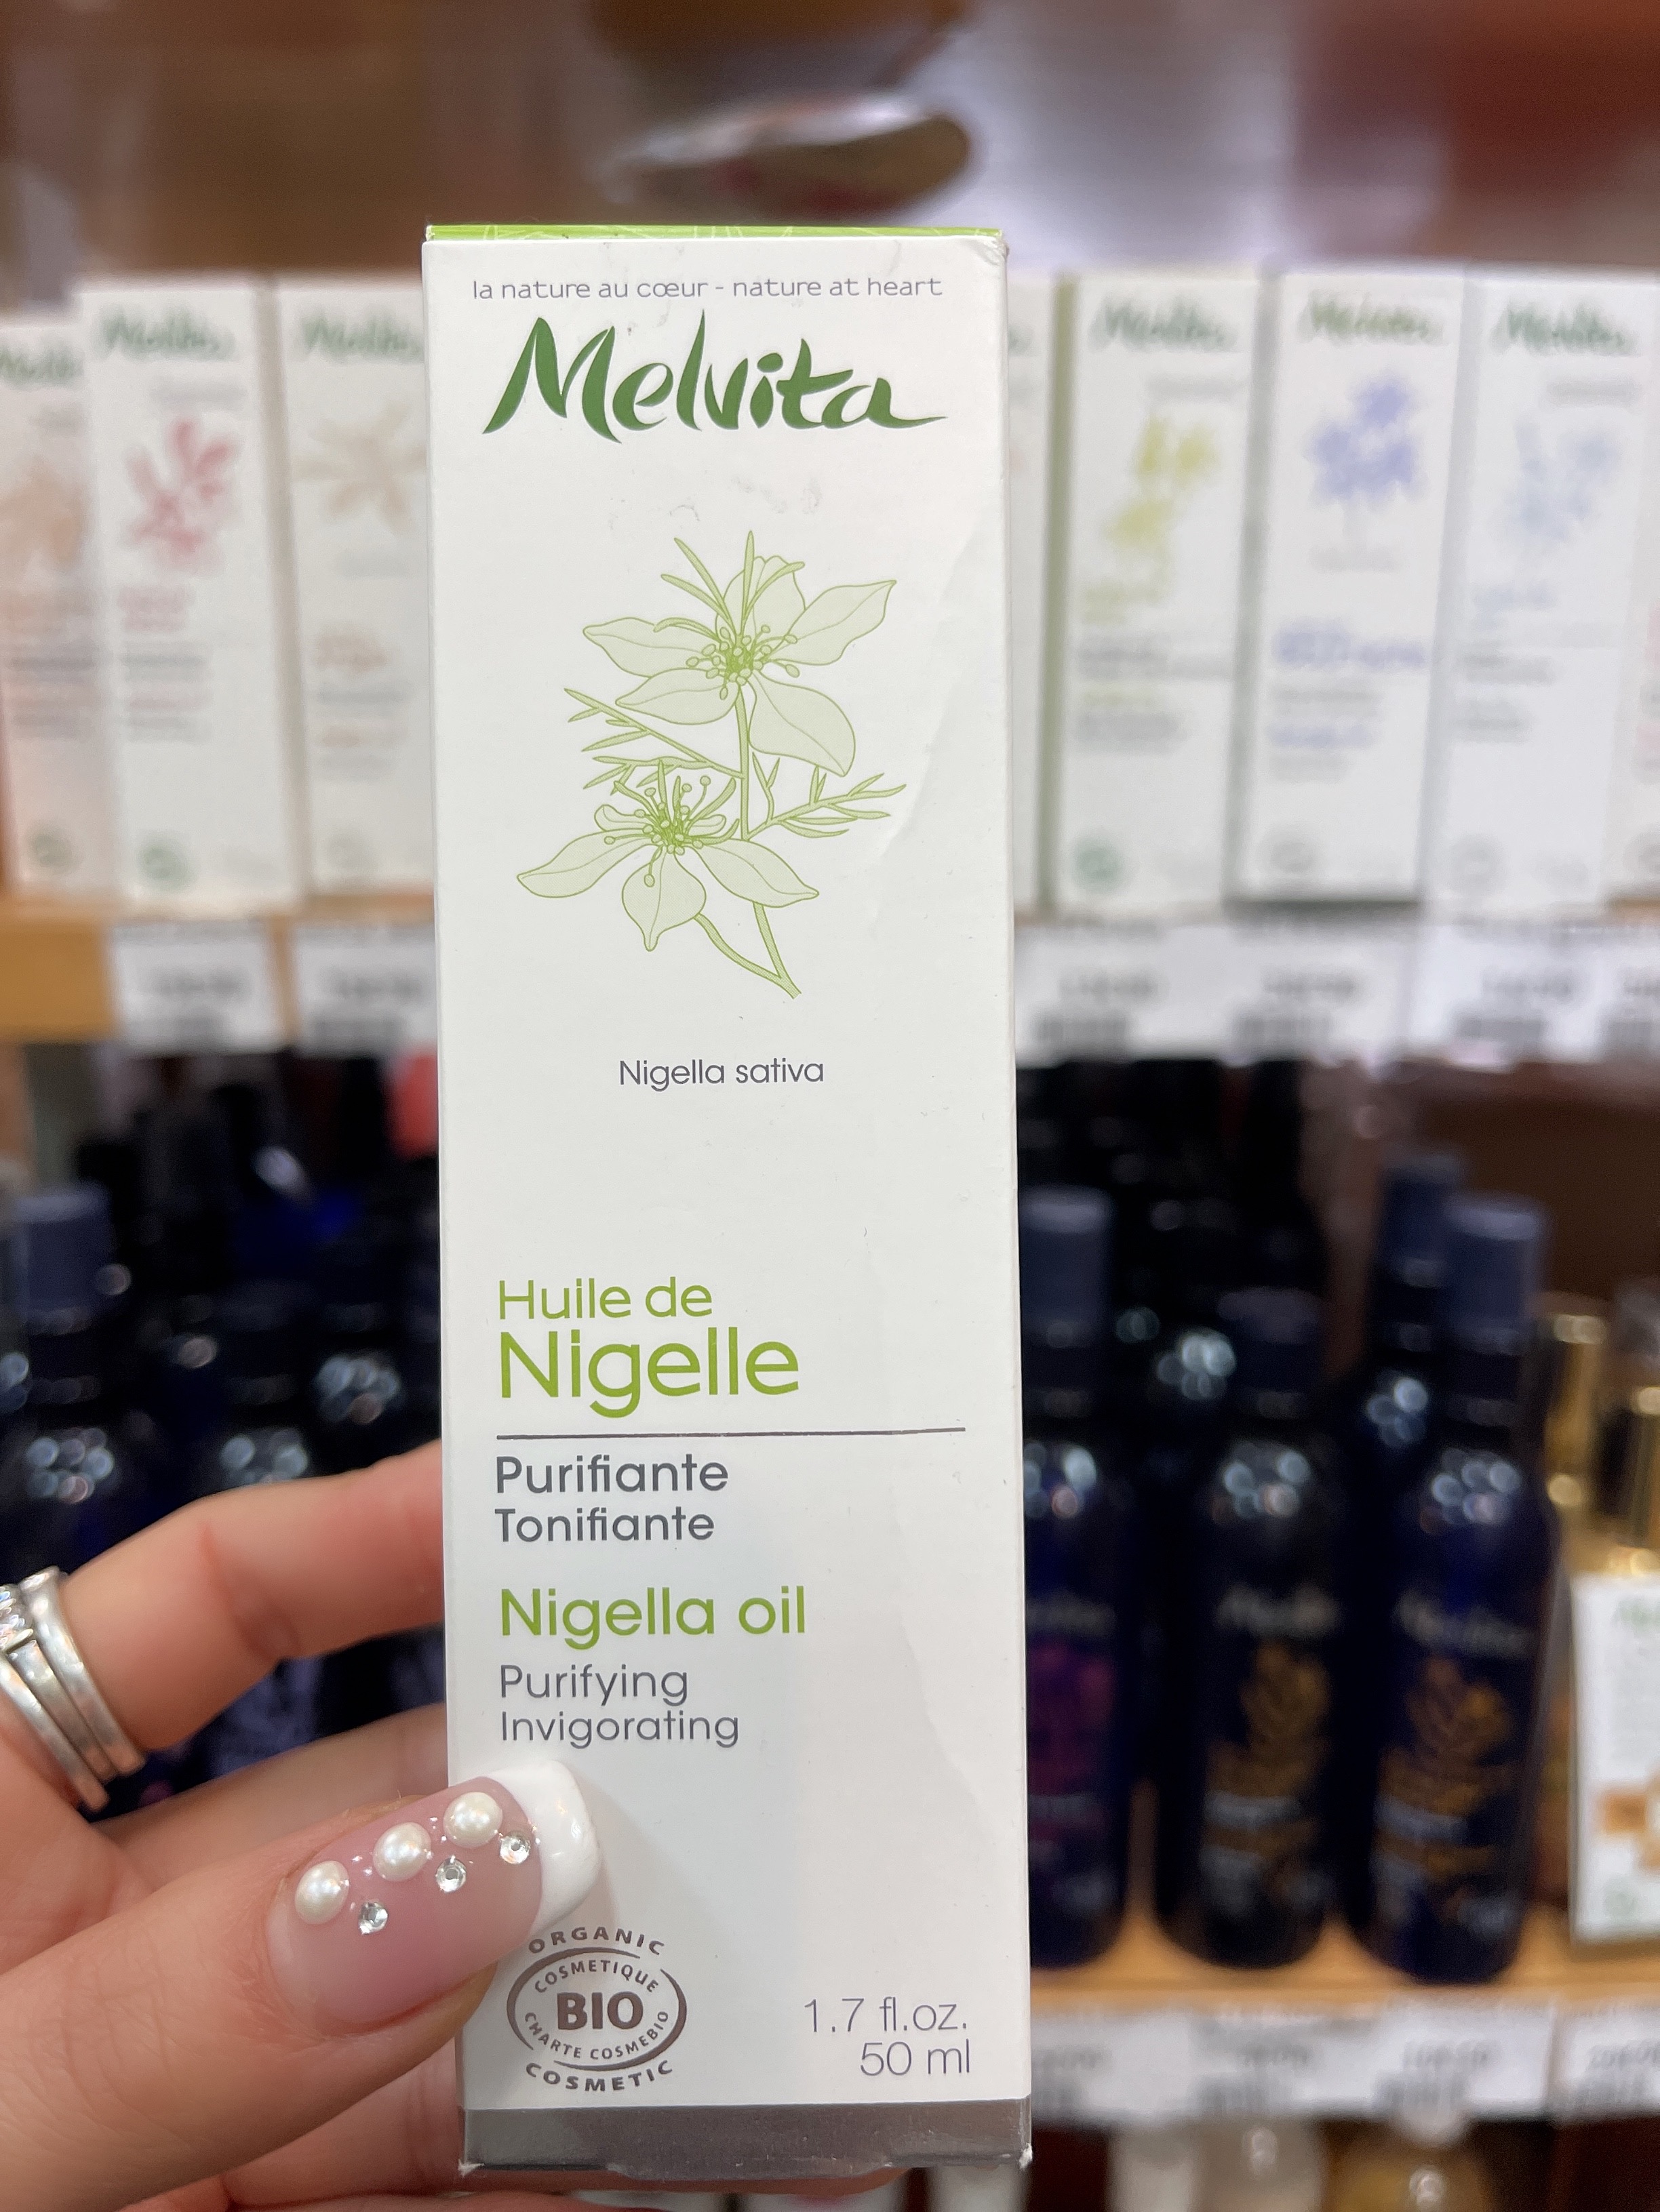 la nature au cœur - nature at heart
Melvita
Nigella sativa
Huile de
Nigelle
Purifiante
Tonifiante
Nigella oil
Purifying
Invigorating
ORGANIC
COSMETIQUE
BIO
CHARTE COSMEBIO
COSMETIC
1.7 fl.oz.
50 ml